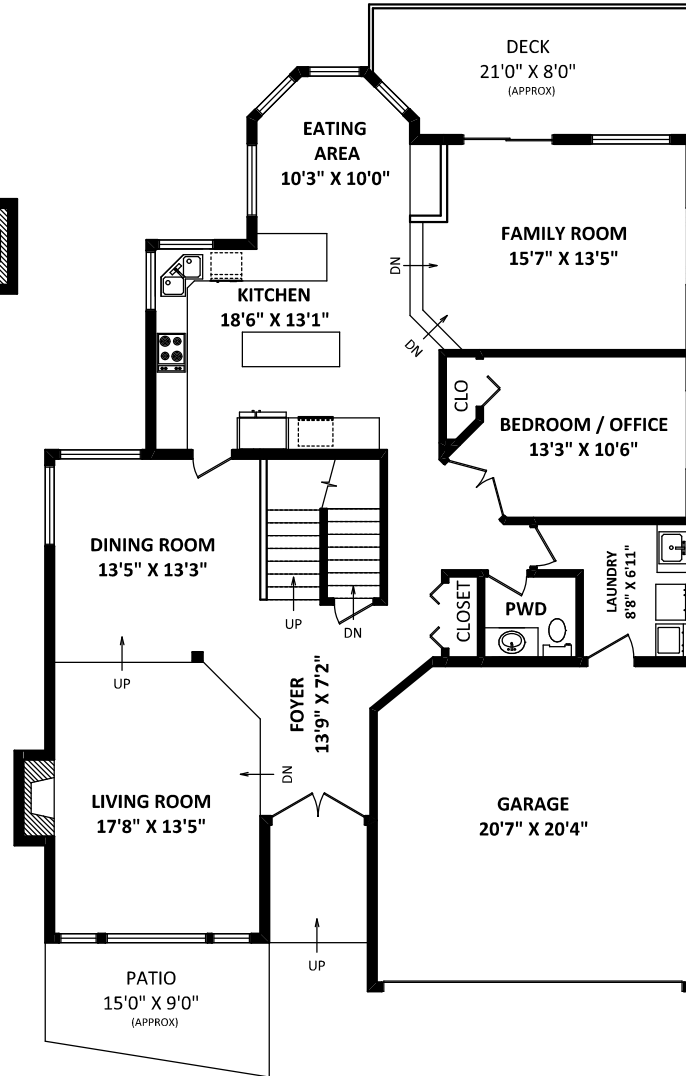 DECK
21'0" X 8'0"
(APPROX)
EATING
AREA
10'3" X 10'0"
FAMILY ROOM
15'7" X 13'5"
DN
KITCHEN
18'6" X 13'1"
DN
CLO
BEDROOM / OFFICE
13'3" X 10'6"
DINING ROOM
13'5" X 13'3"
LAUNDRY
8'8" X 6'11"
CLOSET
PWD
UP
DN
UP
FOYER
13'9" X 7'2"
DN
LIVING ROOM
17'8" X 13'5"
GARAGE
20'7" X 20'4"
UP
PATIO
15'0" X 9'0"
(APPROX)